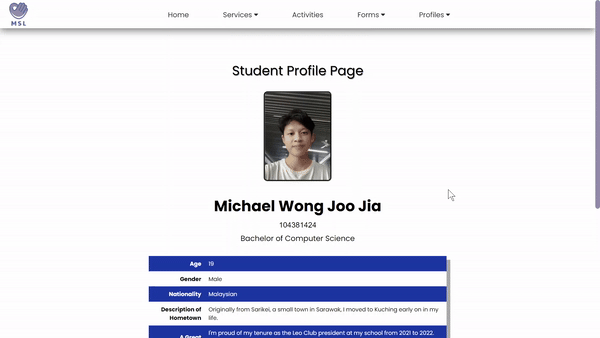 MSL
Home Services Activities Forms Profiles
Student Profile Page
Michael Wong Joo Jia
104381424
Bachelor of Computer Science
Age 19
Gender Male
Nationality Malaysian
Description of Hometown Originally from Sarikei, a small town in Sarawak, I moved to Kuching early on in my
life.
A Great I'm proud of my tenure as the Leo Club president at my school from 2021 to 2022.